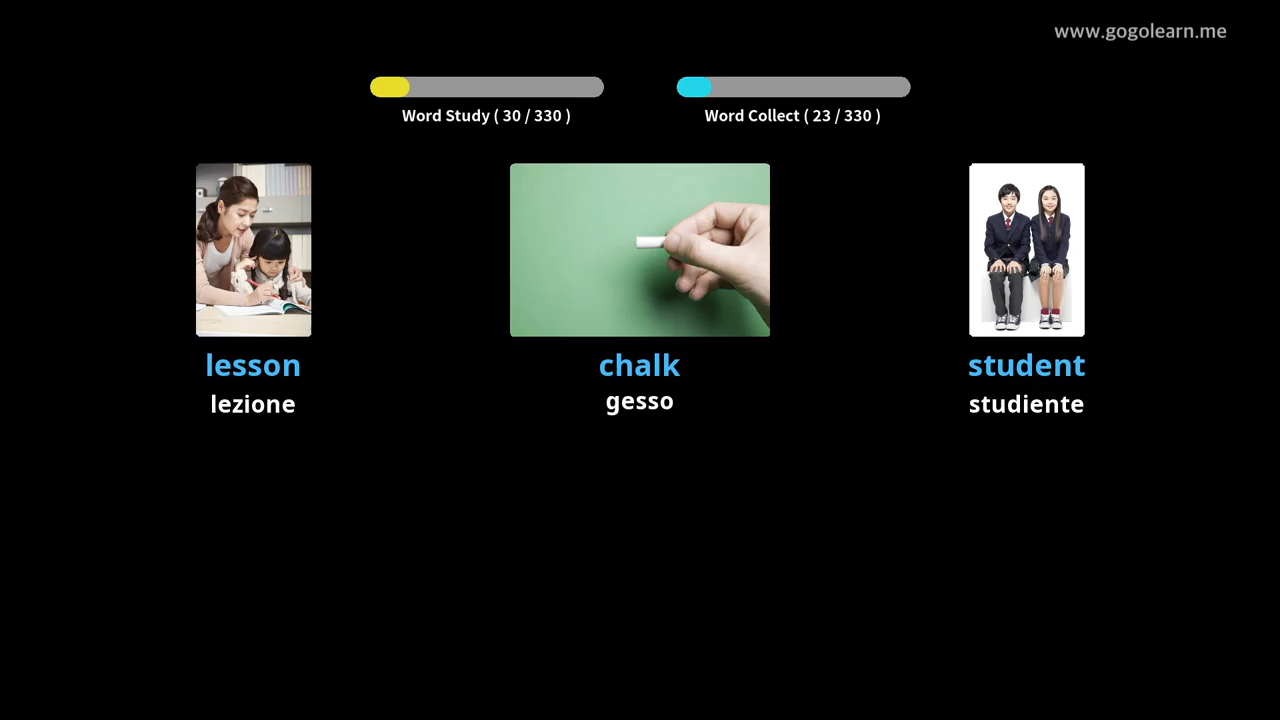 www.gogolearn.me
Word Study ( 30 / 330 )
Word Collect ( 23 / 330 )
lesson
lezione
chalk
gesso
student
studiente